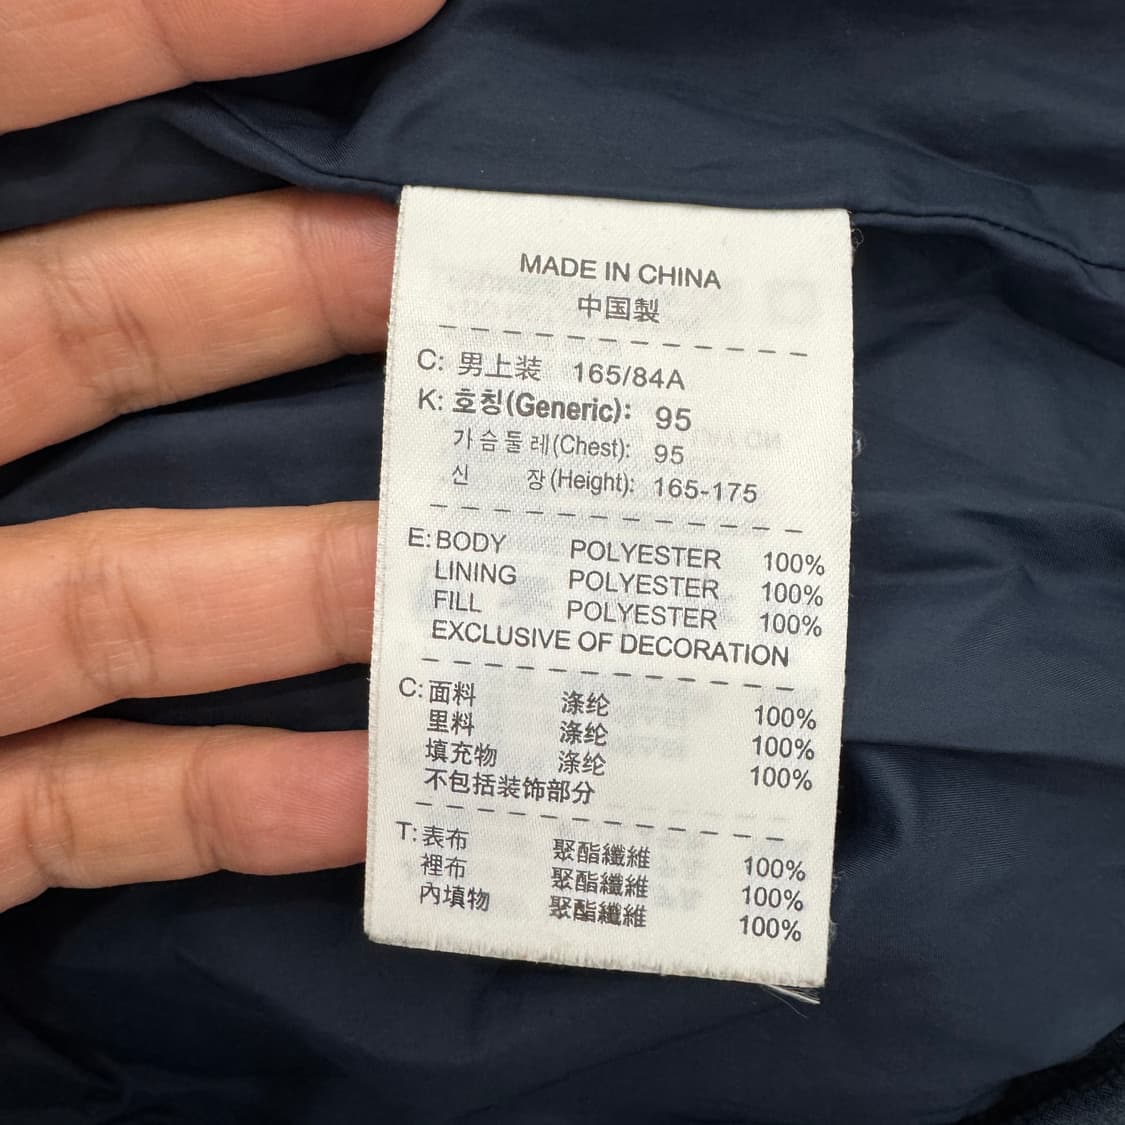 MADE IN CHINA
中国製
C: 男上装 165/84A
K: 호칭(Generic): 95
가슴둘레(Chest): 95
신 장(Height): 165-175
E: BODY POLYESTER 100%
LINING POLYESTER 100%
FILL POLYESTER 100%
EXCLUSIVE OF DECORATION
C: 面料 涤纶 100%
里料 涤纶 100%
填充物 涤纶 100%
不包括装饰部分
T: 表布 聚酯纖維 100%
裡布 聚酯纖維 100%
內填物 聚酯纖維 100%